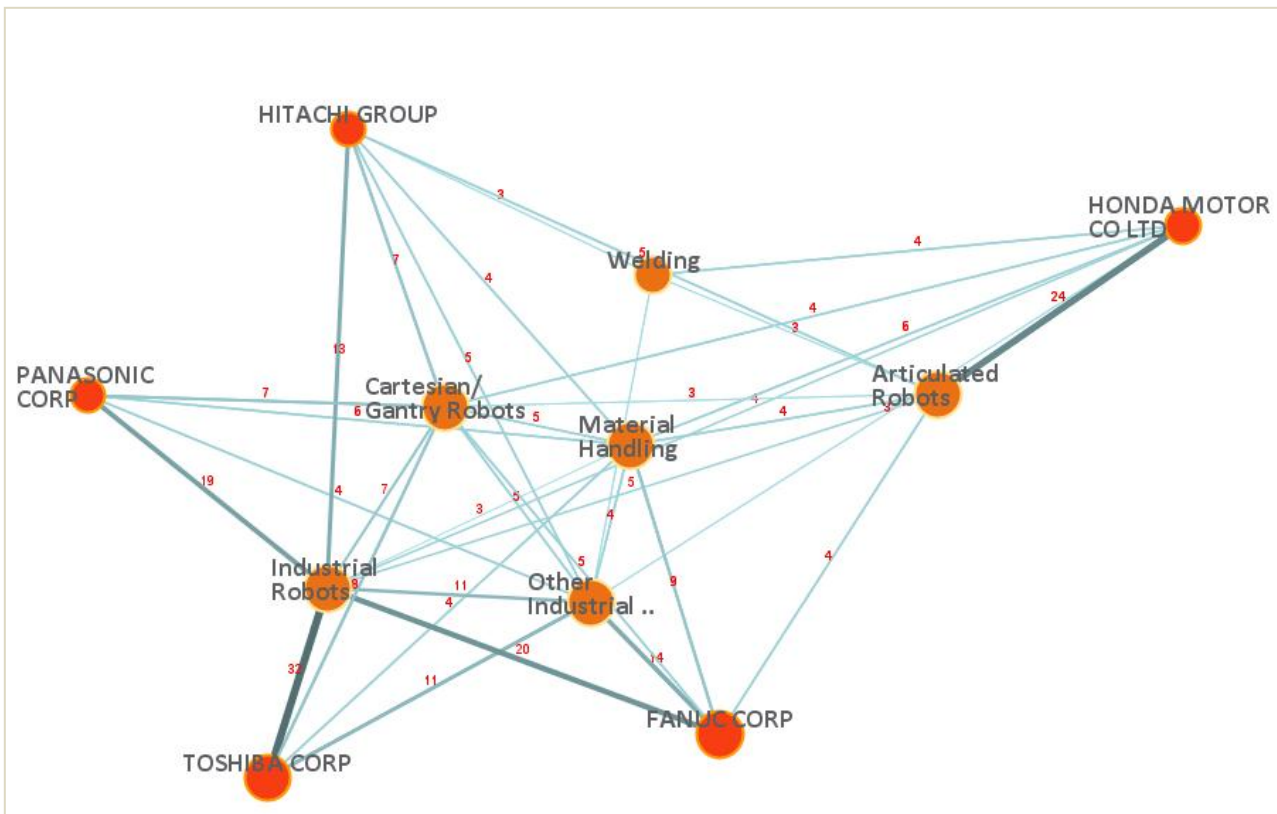 HITACHI GROUP
3
HONDA MOTOR
CO LTD
4
5
Welding
7
4
24
4
3
6
13
5
PANASONIC
CORP
7
Cartesian/
Gantry Robots
3
4
Articulated
Robots
3
6
5
Material
Handling
4
19
4
7
5
5
3
4
5
Industrial
Robots
8
11
Other
Industrial ..
9
4
4
20
14
32
11
FANUC CORP
TOSHIBA CORP